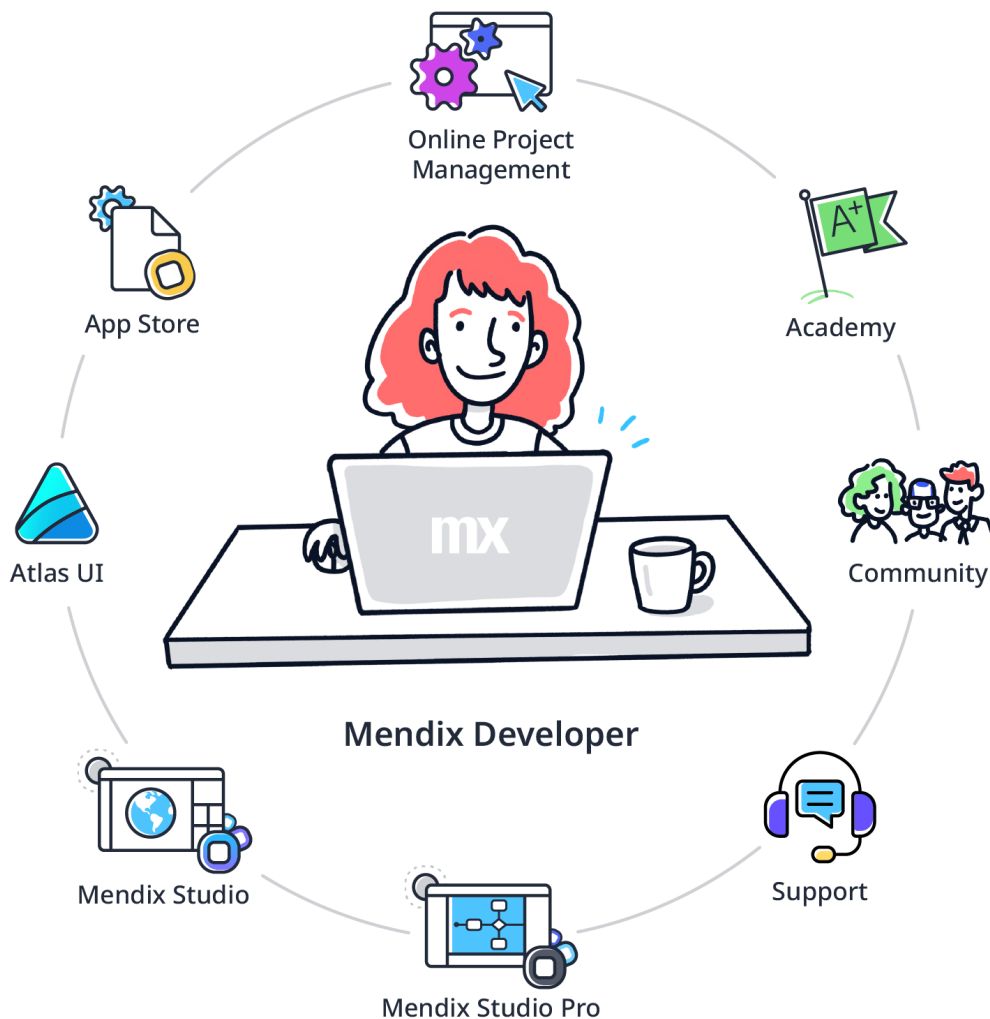 Online Project
Management
A+
App Store
Academy
mx
Atlas UI
Community
Mendix Developer
Mendix Studio
Support
Mendix Studio Pro